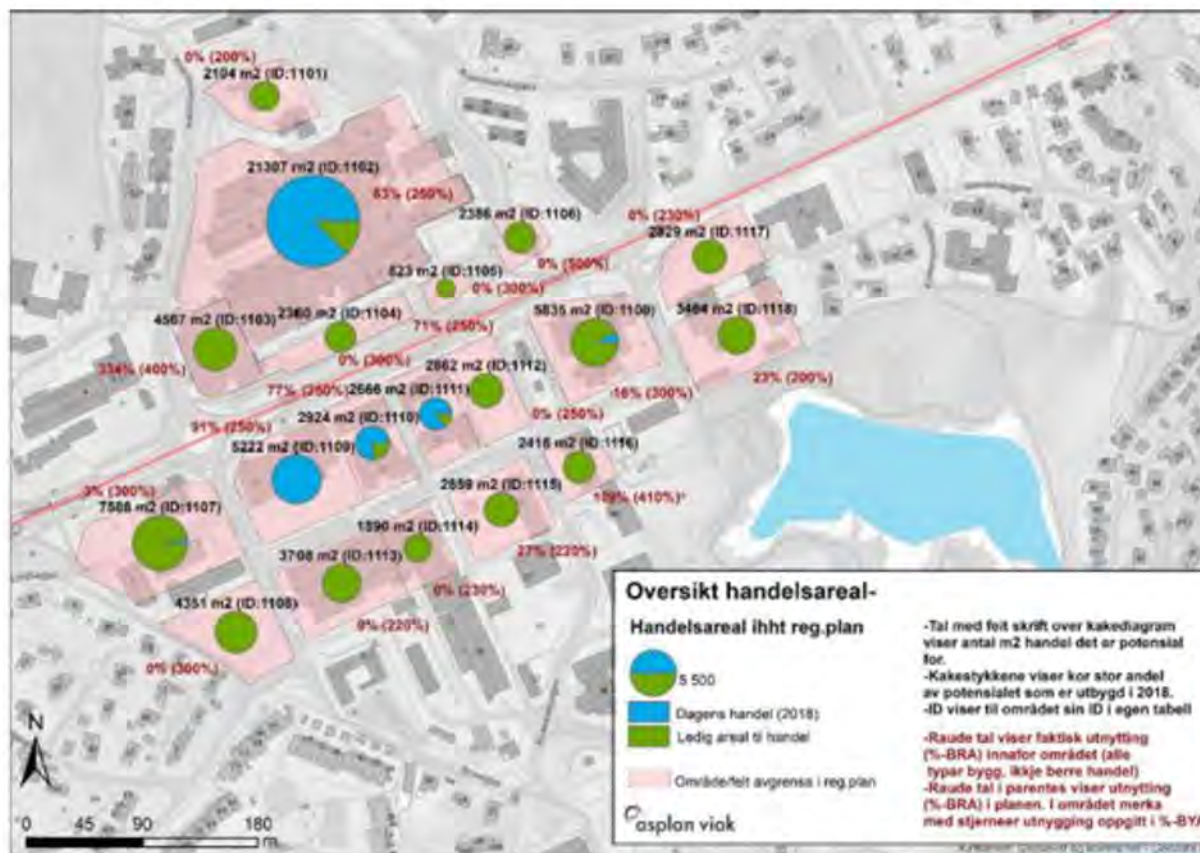 0% (200%)
2104 m2 (ID:1101)
21307 m2 (ID:1102)
83% (260%)
2386 m2 (ID:1106)
0% (500%)
0% (230%)
2829 m2 (ID:1117)
823 m2 (ID:1105)
0% (300%)
4567 m2 (ID:1103)
2360 m2 (ID:1104)
71% (250%)
5835 m2 (ID:1100)
3464 m2 (ID:1118)
334% (400%)
0% (300%)
2862 m2 (ID:1112)
77% (250%)
2666 m2 (ID:1111)
16% (300%)
23% (200%)
91% (250%)
2924 m2 (ID:1110)
0% (250%)
5222 m2 (ID:1109)
2416 m2 (ID:1116)
3% (300%)
7588 m2 (ID:1107)
2659 m2 (ID:1115)
109% (410%)*
1890 m2 (ID:1114)
3708 m2 (ID:1113)
27% (220%)
4351 m2 (ID:1108)
0% (230%)
0% (220%)
0% (300%)
Oversikt handelsareal-
Handelsareal ihht reg.plan
S 500
Dagens handel (2018)
Ledig areal til handel
Område/felt avgrensa i reg.plan
asplan viak
-Tal med feit skrift over kakediagram
viser antal m2 handel det er potensial
for.
-Kakestykkene viser kor stor andel
av potensialet som er utbygd i 2018.
-ID viser til området sin ID i egen tabell
-Raude tal viser faktisk utnytting
(%-BRA) innafor området (alle
typar bygg, ikkje berre handel)
-Raude tal i parentes viser utnytting
(%-BRA) i planen. I området merka
med stjerneer utnygging oppgitt i %-BYA
N
0 45 90 180
m